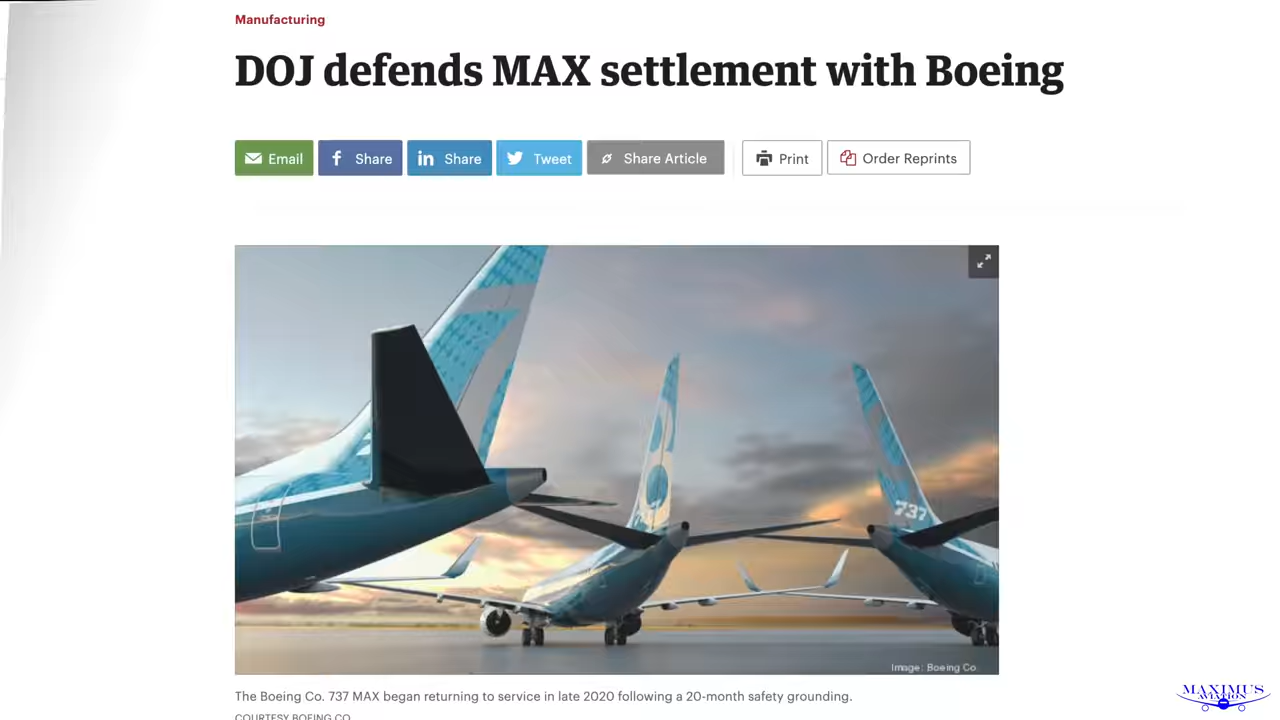 Manufacturing
DOJ defends MAX settlement with Boeing
Email
Share
Share
Tweet
Share Article
Print
Order Reprints
737
Image: Boeing Co.
The Boeing Co. 737 MAX began returning to service in late 2020 following a 20-month safety grounding.
COURTESY BOEING CO.
MAXIMUS
AVIATION